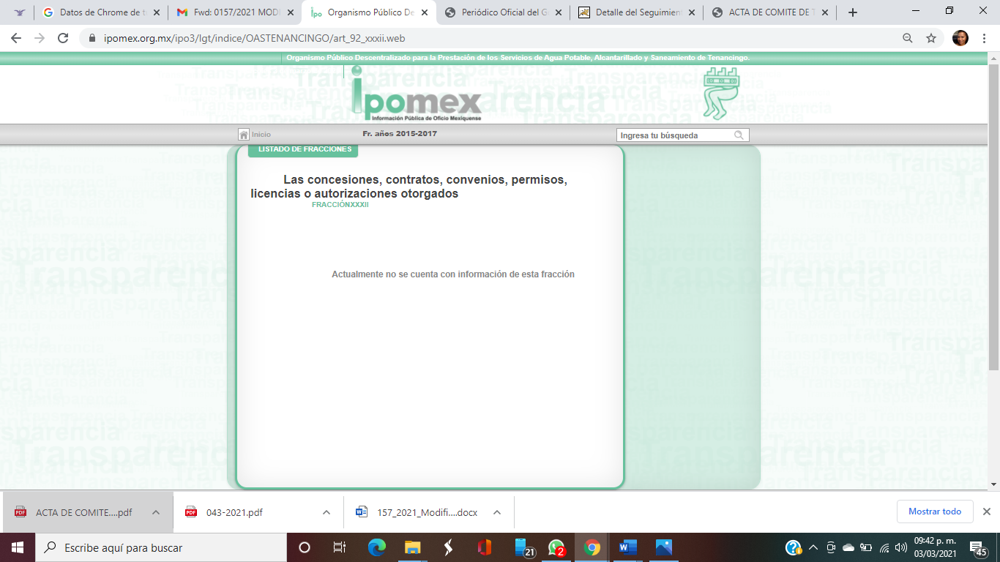 Datos de Chrome de t
Fwd: 0157/2021 MODI
Organismo Público De
Periódico Oficial del G
Detalle del Seguimien
ACTA DE COMITE DE T
ipomex.org.mx/ipo3/lgt/indice/OASTENANCINGO/art_92_xxxii.web
Organismo Público Descentralizado para la Prestación de los Servicios de Agua Potable, Alcantarillado y Saneamiento de Tenancingo.
ipomex
Información Pública de Oficio Mexiquense
Inicio
Fr. años 2015-2017
Ingresa tu búsqueda
LISTADO DE FRACCIONES
Las concesiones, contratos, convenios, permisos,
licencias o autorizaciones otorgados
FRACCIÓNXXXII
Actualmente no se cuenta con información de esta fracción
Transparencia
ACTA DE COMITE....pdf
043-2021.pdf
157_2021_Modifi....docx
Mostrar todo
Escribe aquí para buscar
21
2
09:42 p. m.
03/03/2021
45